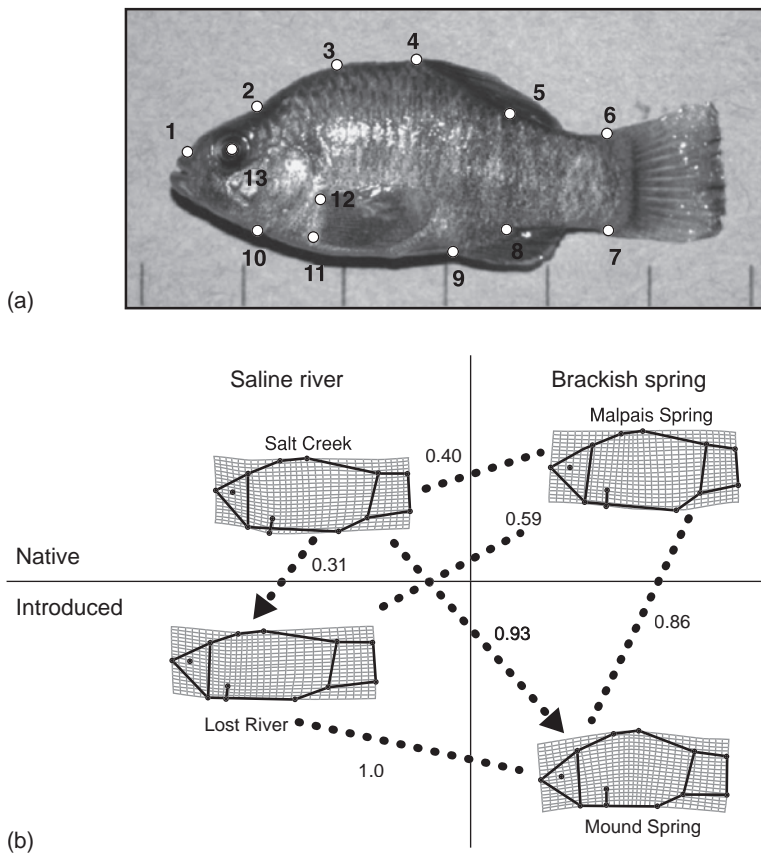 4
3
5
2
6
1
13
12
10
11
8
7
9
(a)
Saline river
Brackish spring
Malpais Spring
Salt Creek
0.40
0.59
Native
0.31
Introduced
0.93
0.86
Lost River
1.0
Mound Spring
(b)